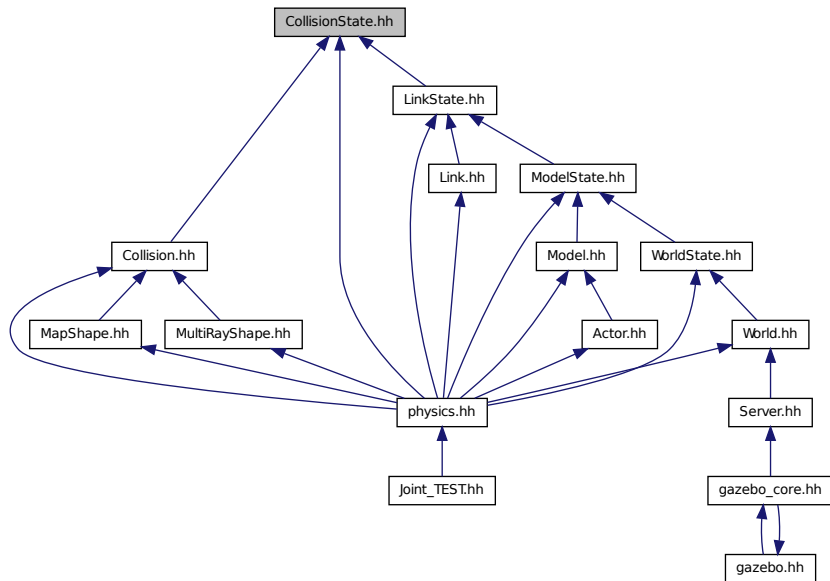 CollisionState.hh
LinkState.hh
Link.hh
ModelState.hh
Collision.hh
Model.hh
WorldState.hh
MapShape.hh
MultiRayShape.hh
Actor.hh
World.hh
physics.hh
Server.hh
Joint_TEST.hh
gazebo_core.hh
gazebo.hh